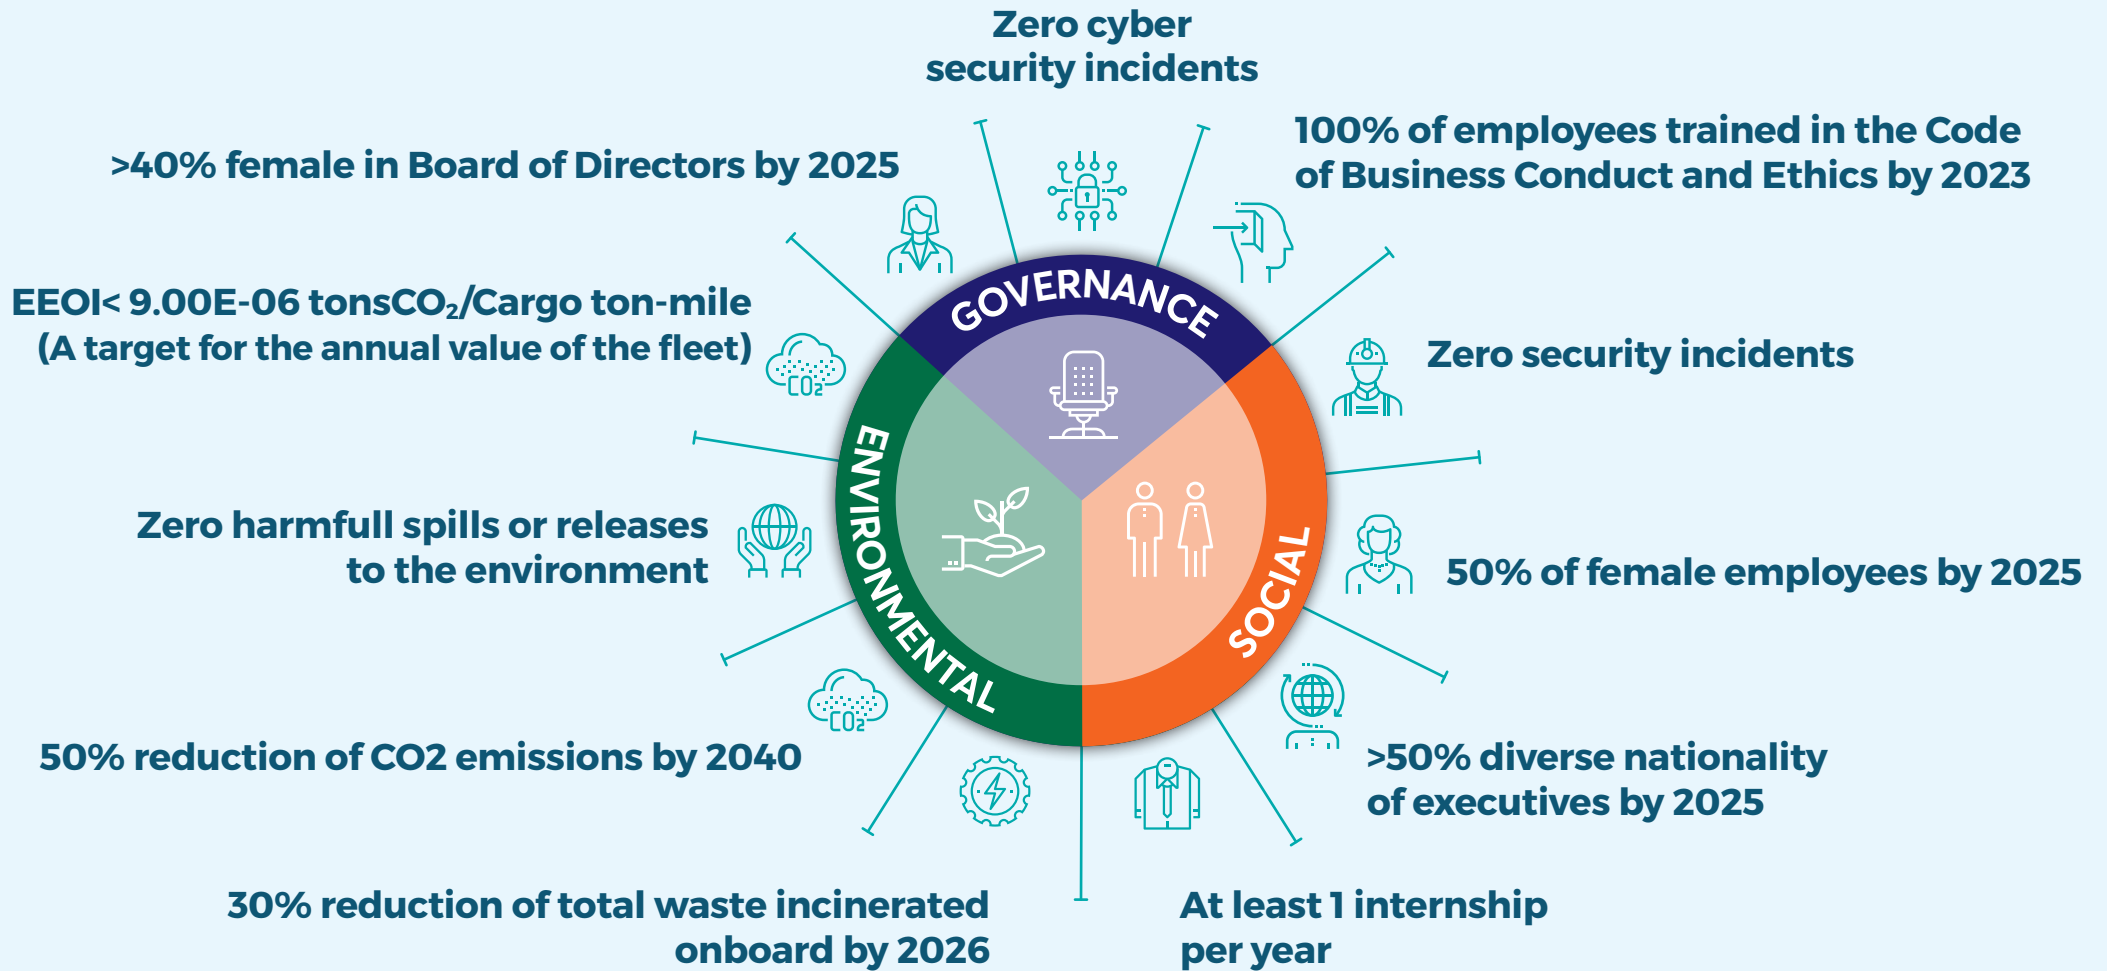 Zero cyber
security incidents
100% of employees trained in the Code
of Business Conduct and Ethics by 2023
>40% female in Board of Directors by 2025
EEOI< 9.00E-06 tonsCO₂/Cargo ton-mile
(A target for the annual value of the fleet)
CO2
GOVERNANCE
Zero security incidents
ENVIRONMENTAL
SOCIAL
Zero harmfull spills or releases
to the environment
50% of female employees by 2025
CO2
50% reduction of CO2 emissions by 2040
>50% diverse nationality
of executives by 2025
30% reduction of total waste incinerated
onboard by 2026
At least 1 internship
per year